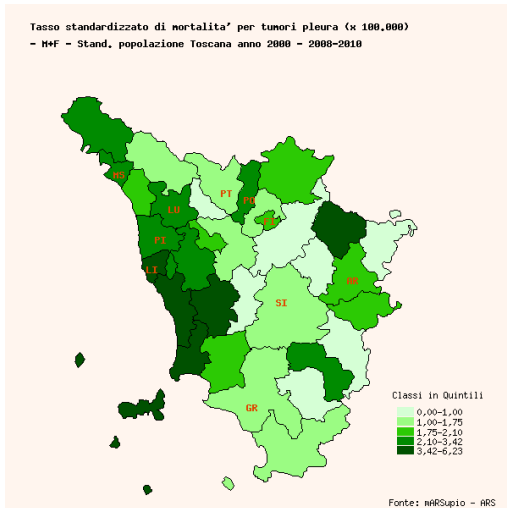 Tasso standardizzato di mortalita' per tumori pleura (x 100.000)
- M+F - Stand. popolazione Toscana anno 2000 - 2008-2010
MS
PT
PO
LU
FI
PI
LI
AR
SI
GR
Classi in Quintili
0,00-1,00
1,00-1,75
1,75-2,10
2,10-3,42
3,42-6,23
Fonte: mARSupio - ARS